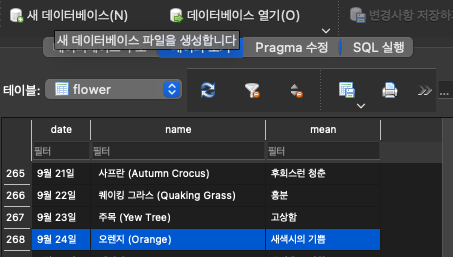 새 데이터베이스(N)
데이터베이스 열기(O)
변경사항 저장하기
새 데이터베이스 파일을 생성합니다
Pragma 수정
SQL 실행
테이블:
flower
...
date
name
mean
필터
필터
필터
265
9월 21일
사프란 (Autumn Crocus)
후회스런 청춘
266
9월 22일
퀘이킹 그라스 (Quaking Grass)
흥분
267
9월 23일
주목 (Yew Tree)
고상함
268
9월 24일
오렌지 (Orange)
새색시의 기쁨